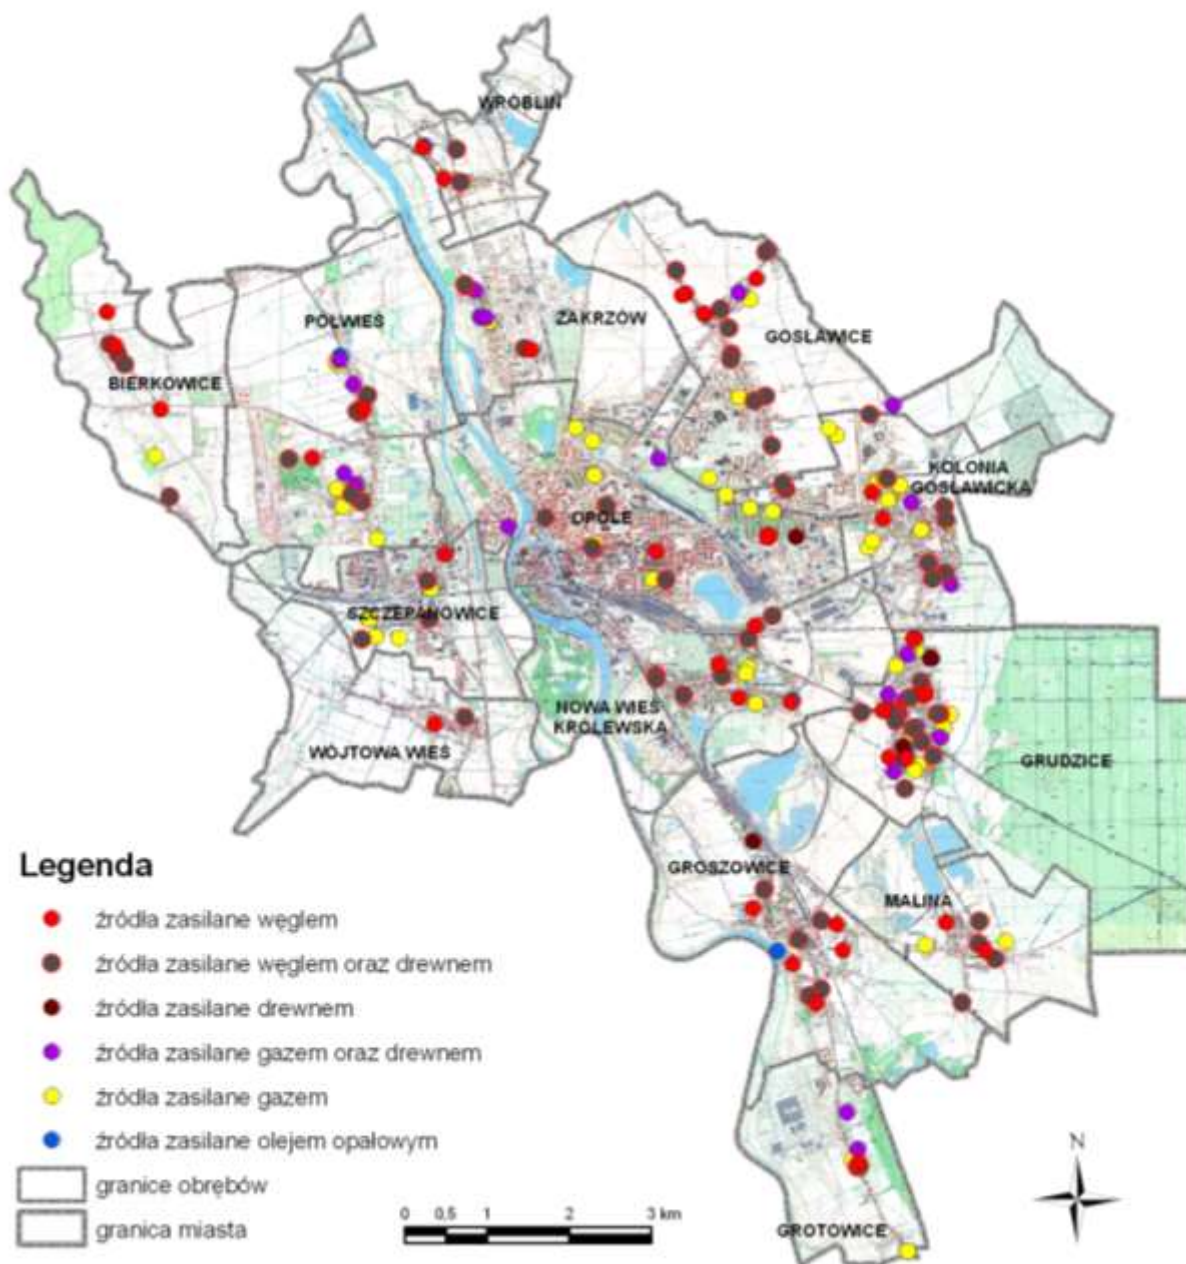 WRÓBLIN
ZAKRZÓW
GOSŁAWICE
PÓŁWIEŚ
BIERKOWICE
KOLONIA
GOSŁAWICKA
OPOLE
SZCZEPANOWICE
NOWA WIEŚ
KRÓLEWSKA
WÓJTOWA WIEŚ
GRUDZICE
GROSZOWICE
MALINA
GROTOWICE
Legenda
źródła zasilane węglem
źródła zasilane węglem oraz drewnem
źródła zasilane drewnem
źródła zasilane gazem oraz drewnem
źródła zasilane gazem
źródła zasilane olejem opałowym
granice obrębów
granica miasta
0 0,5 1 2 3 km
N